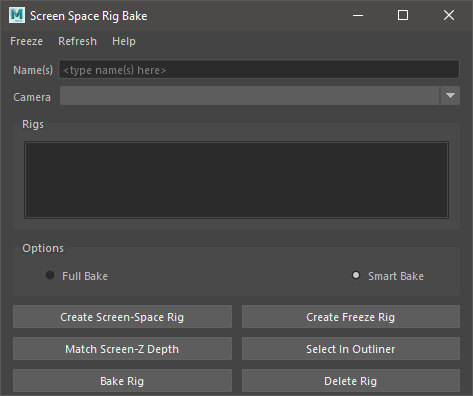 Screen Space Rig Bake
Freeze Refresh Help
Name(s) <type name(s) here>
Camera
Rigs
Options
Full Bake Smart Bake
Create Screen-Space Rig Create Freeze Rig
Match Screen-Z Depth Select In Outliner
Bake Rig Delete Rig